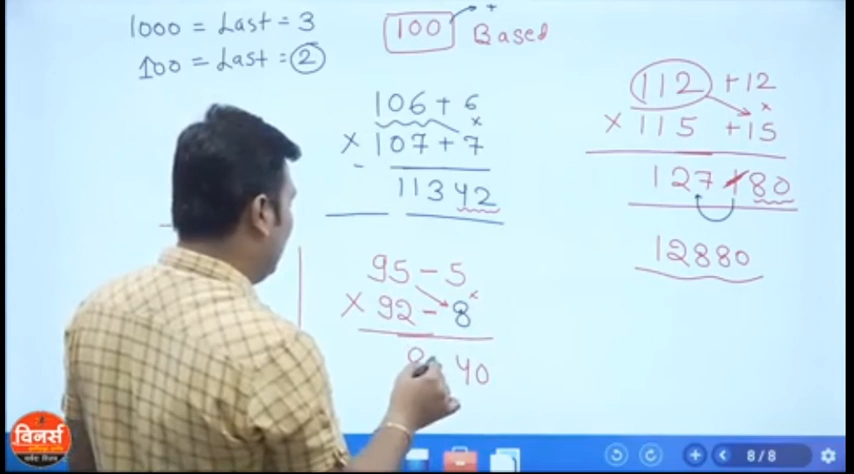 1000 = Last = 3
100 = Last = 2
100 + Based
106 + 6
×
× 107 + 7
-
11342
95 - 5
×
× 92 - 8
8 40
112 +12
×
× 115 +15
127 180
12880
विनर्स
8 / 8